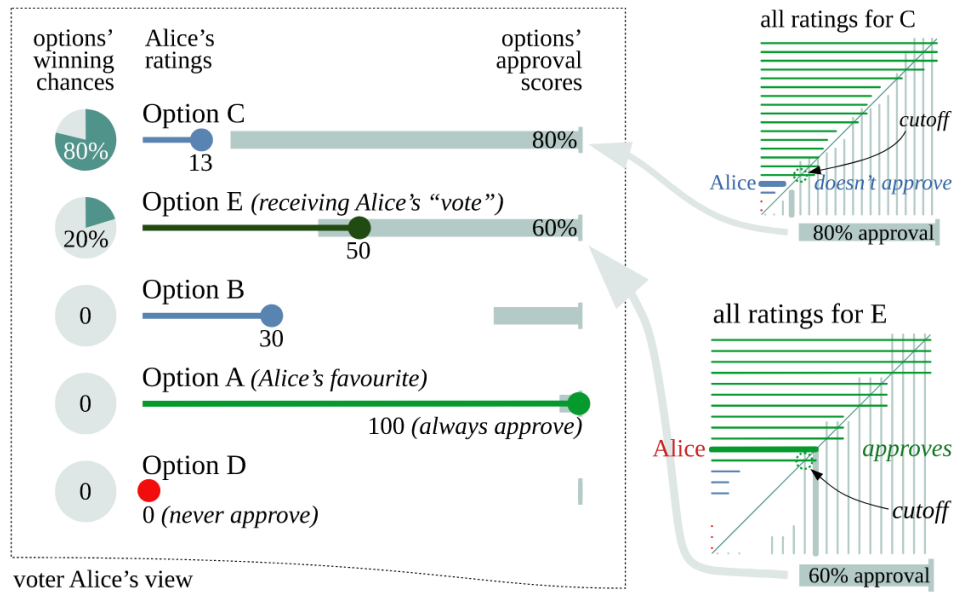 options’
winning
chances
Alice’s
ratings
options’
approval
scores
Option C
80%
13
80%
Option E (receiving Alice’s “vote”)
20%
50
60%
Option B
0
30
Option A (Alice’s favourite)
0
100 (always approve)
Option D
0
0 (never approve)
voter Alice’s view
all ratings for C
cutoff
Alice
doesn’t approve
80% approval
all ratings for E
Alice
approves
cutoff
60% approval